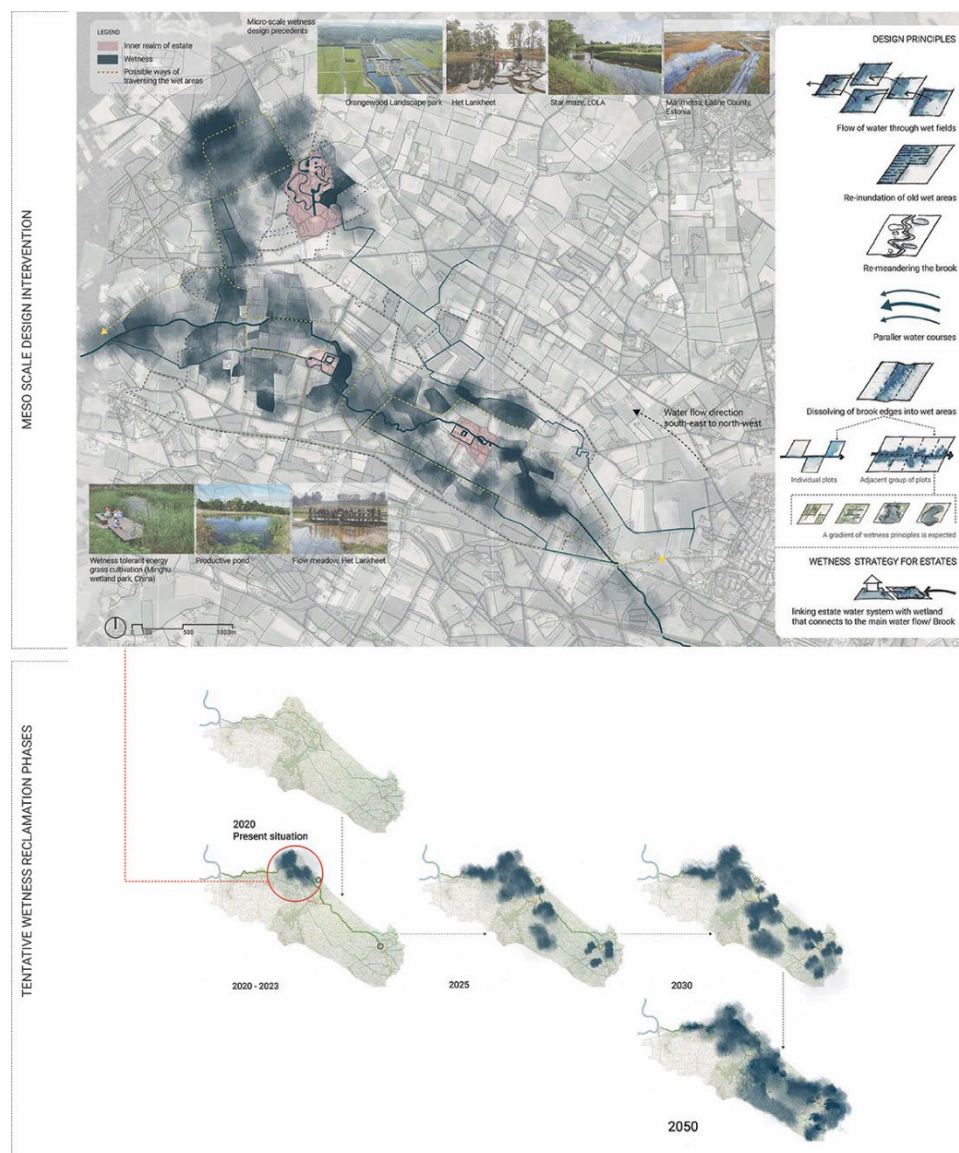 MESO SCALE DESIGN INTERVENTION
LEGEND
Inner realm of estate
Wetness
Possible ways of
traversing the wet areas
Micro-scale wetness
design precedents
Orangewood Landscape park
Het Lankheet
Star maze, LOLA
Marimetsa, Lääne County,
Estonia
Water flow direction
south-east to north-west
Wetness tolerant energy
grass cultivation (Minghu
wetland park, China)
Productive pond
Flow meadow, Het Lankheet
0 100 500 1000m
DESIGN PRINCIPLES
Flow of water through wet fields
Re-inundation of old wet areas
Re-meandering the brook
Paraller water courses
Dissolving of brook edges into wet areas
Individual plots
Adjacent group of plots
A gradient of wetness principles is expected
WETNESS STRATEGY FOR ESTATES
linking estate water system with wetland
that connects to the main water flow/ Brook
TENTATIVE WETNESS RECLAMATION PHASES
2020
Present situation
2020 - 2023
2025
2030
2050